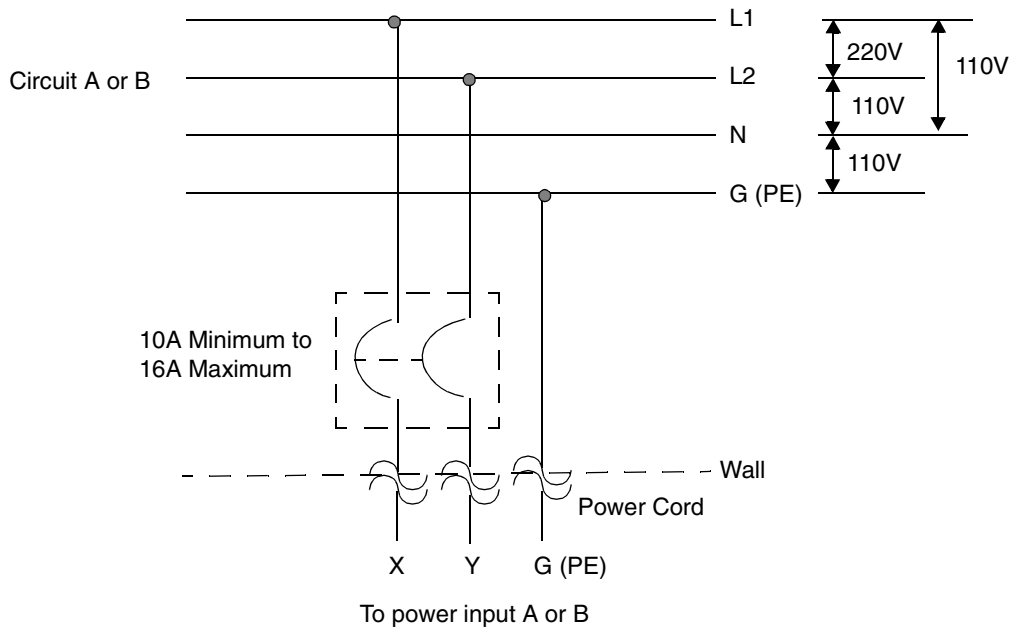 L1
220V
110V
Circuit A or B
L2
110V
N
110V
G (PE)
10A Minimum to
16A Maximum
Wall
Power Cord
X
Y
G (PE)
To power input A or B